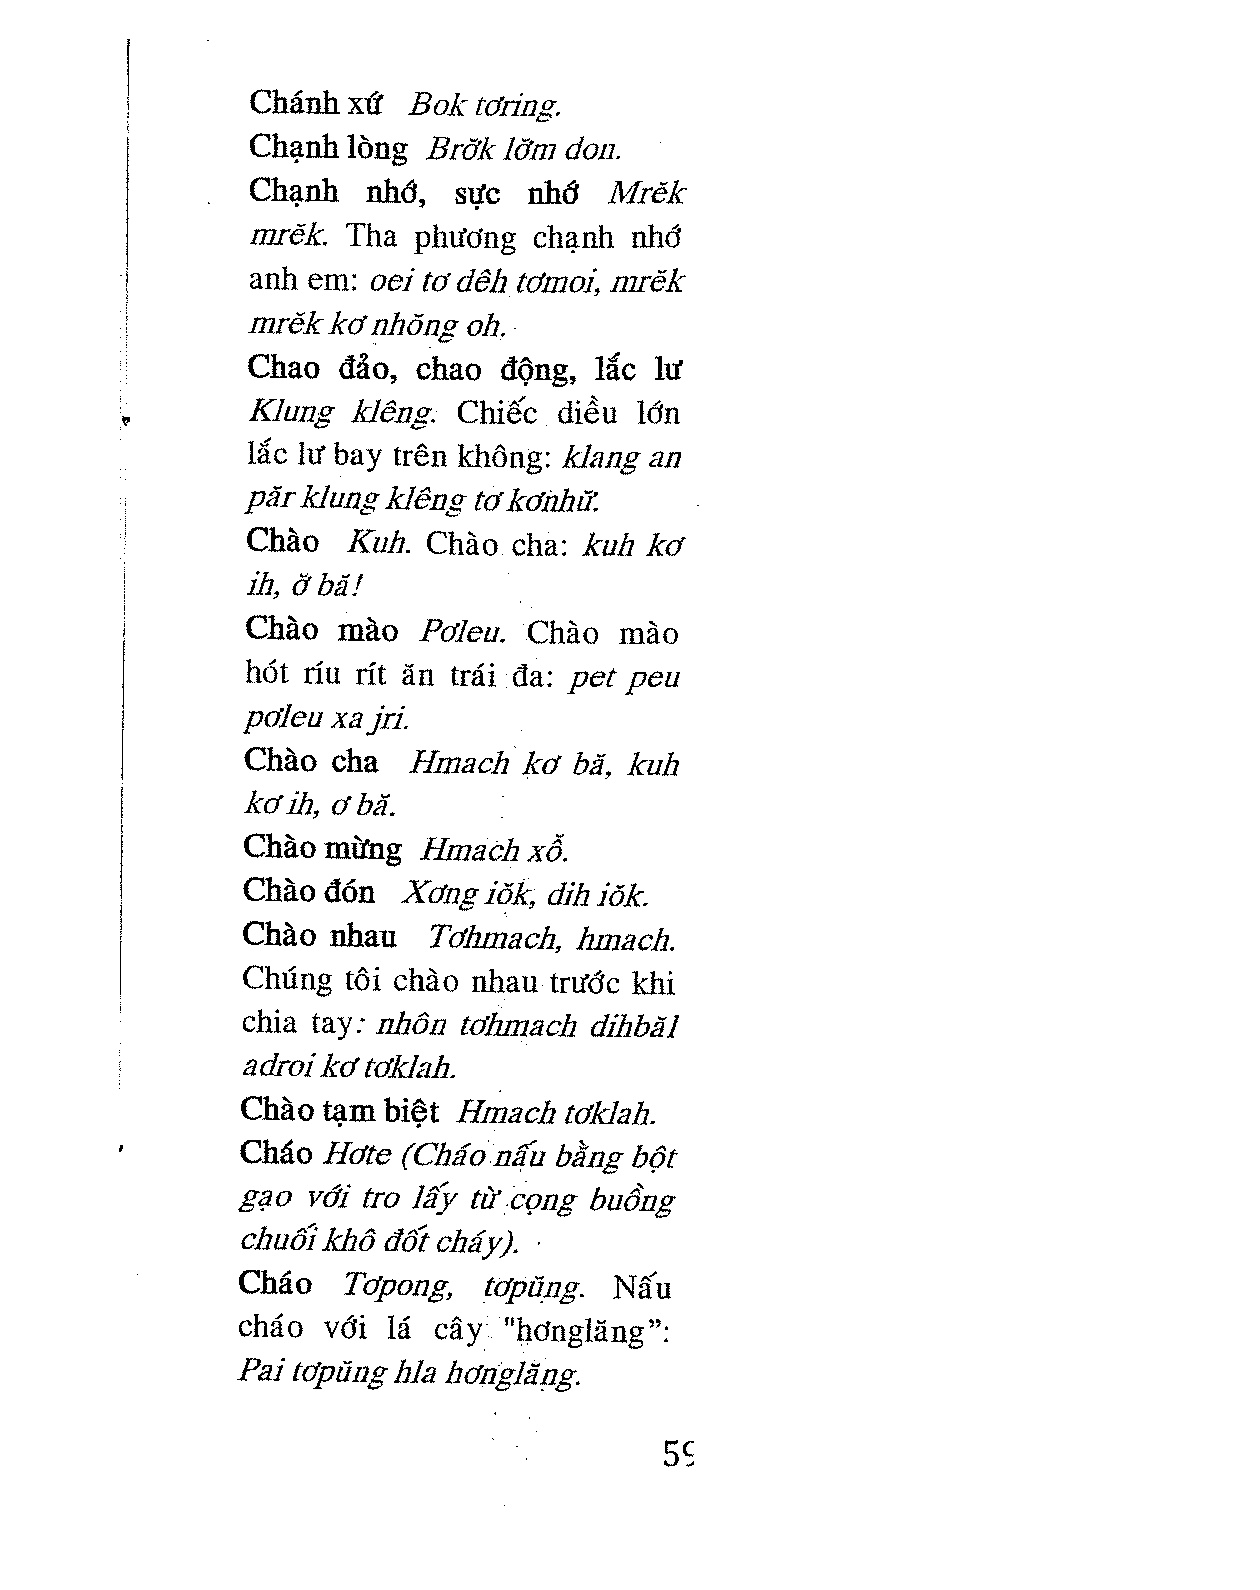 Chánh xứ Bok tơring.
Chạnh lòng Brơ̆k lơ̆m don.
Chạnh nhớ, sực nhớ Mrĕk
mrĕk. Tha phương chạnh nhớ
anh em: oei tơ dêh tơmoi, mrĕk
mrĕk kơ nhŏng oh.
Chao đảo, chao động, lắc lư
Klung klêng. Chiếc diều lớn
lắc lư bay trên không: klang an
păr klung klêng tơ kơnhư̆.
Chào Kuh. Chào cha: kuh kơ
ih, ơ̆ bă!
Chào mào Pơleu. Chào mào
hót ríu rít ăn trái đa: pet peu
pơleu xa jri.
Chào cha Hmach kơ bă, kuh
kơ ih, ơ bă.
Chào mừng Hmach xỗ.
Chào đón Xơng iŏk, dih iŏk.
Chào nhau Tơhmach, hmach.
Chúng tôi chào nhau trước khi
chia tay: nhôn tơhmach dihbăl
adroi kơ tơklah.
Chào tạm biệt Hmach tơklah.
Cháo Hơte (Cháo nấu bằng bột
gạo với tro lấy từ cọng buồng
chuối khô đốt cháy).
Cháo Tơpong, tơpŭng. Nấu
cháo với lá cây "hơnglăng”:
Pai tơpŭng hla hơnglăng.
59